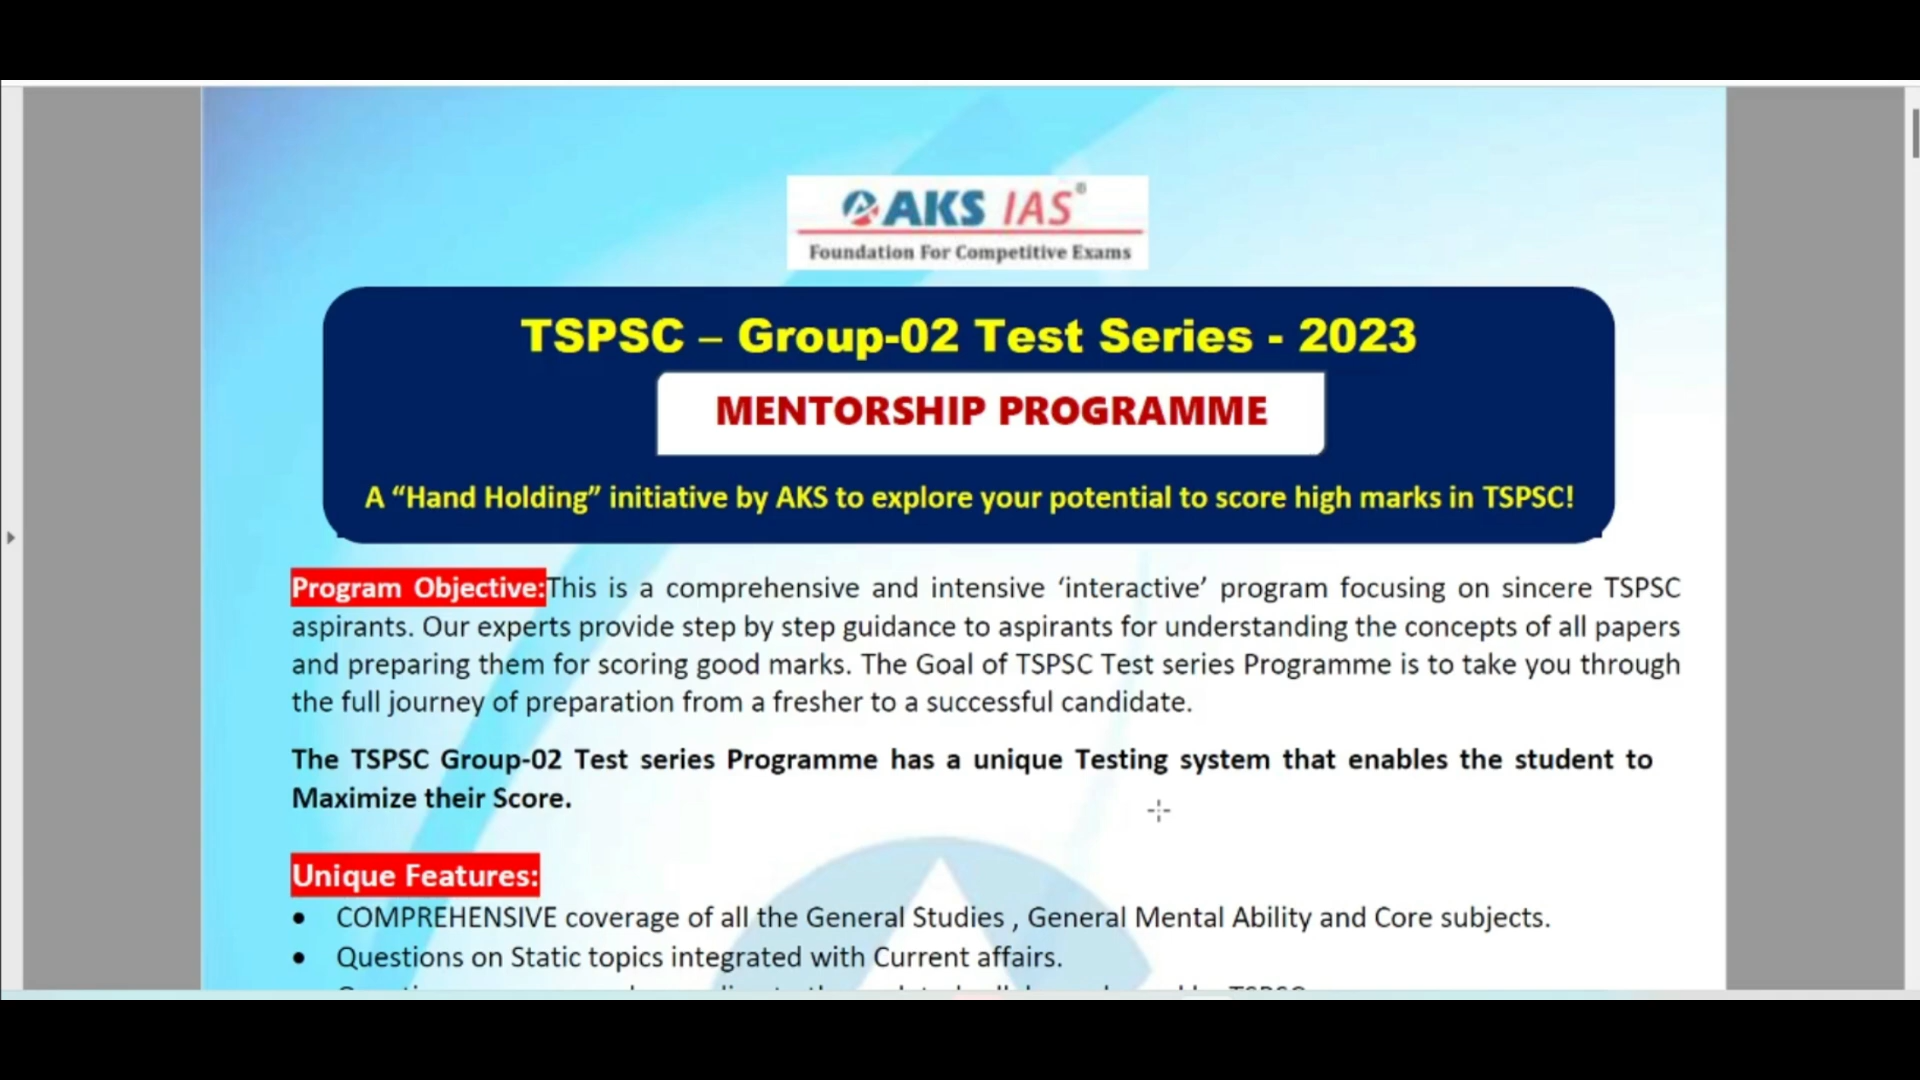 AKS IAS®
Foundation For Competitive Exams
TSPSC – Group-02 Test Series - 2023
MENTORSHIP PROGRAMME
A “Hand Holding” initiative by AKS to explore your potential to score high marks in TSPSC!
Program Objective:This is a comprehensive and intensive ‘interactive’ program focusing on sincere TSPSC
aspirants. Our experts provide step by step guidance to aspirants for understanding the concepts of all papers
and preparing them for scoring good marks. The Goal of TSPSC Test series Programme is to take you through
the full journey of preparation from a fresher to a successful candidate.
The TSPSC Group-02 Test series Programme has a unique Testing system that enables the student to
Maximize their Score.
Unique Features:
• COMPREHENSIVE coverage of all the General Studies , General Mental Ability and Core subjects.
• Questions on Static topics integrated with Current affairs.